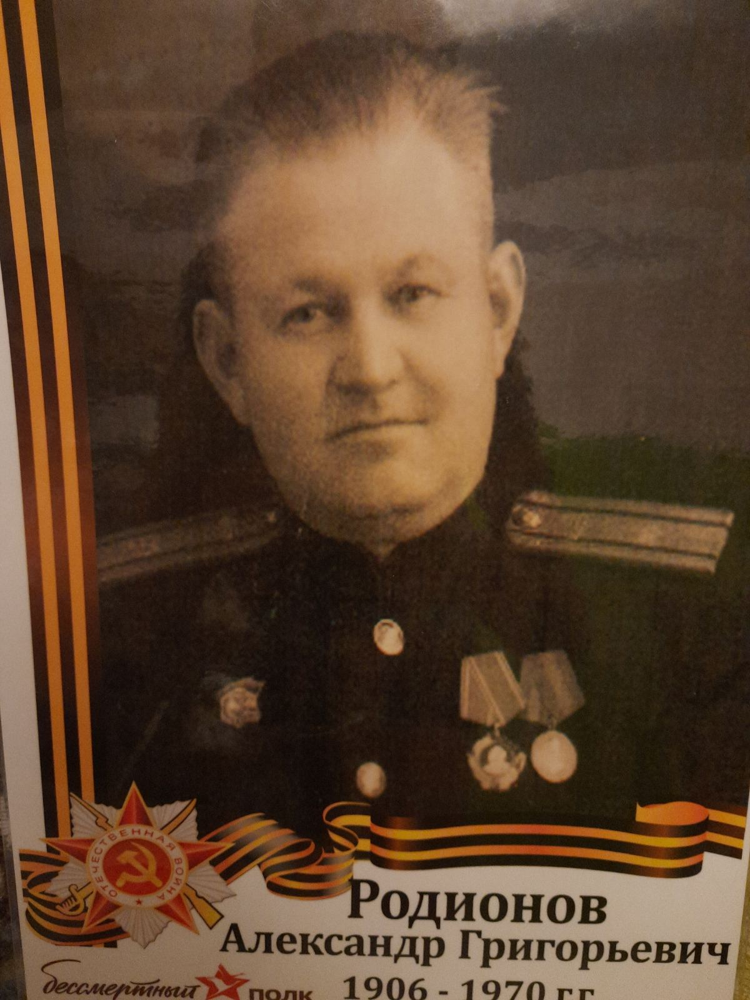 ОТЕЧЕСТВЕННАЯ ВОЙНА
Родионов
Александр Григорьевич
бессмертный полк
1906 - 1970 г.г.